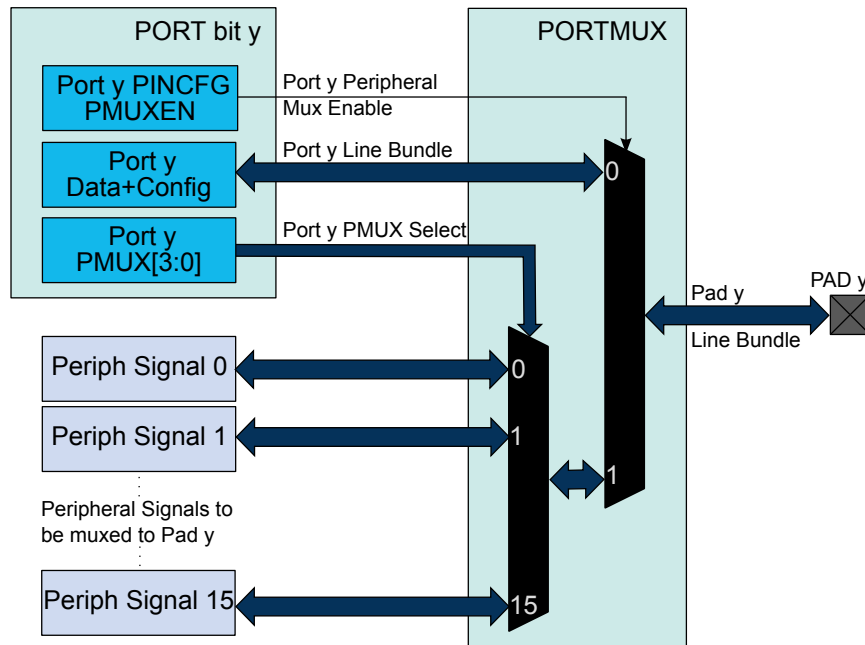 PORT bit y
PORTMUX
Port y PINCFG
PMUXEN
Port y Peripheral
Mux Enable
Port y
Data+Config
Port y Line Bundle
0
Port y
PMUX[3:0]
Port y PMUX Select
PAD y
Pad y
Line Bundle
Periph Signal 0
0
Periph Signal 1
1
1
Peripheral Signals to
be muxed to Pad y
Periph Signal 15
15